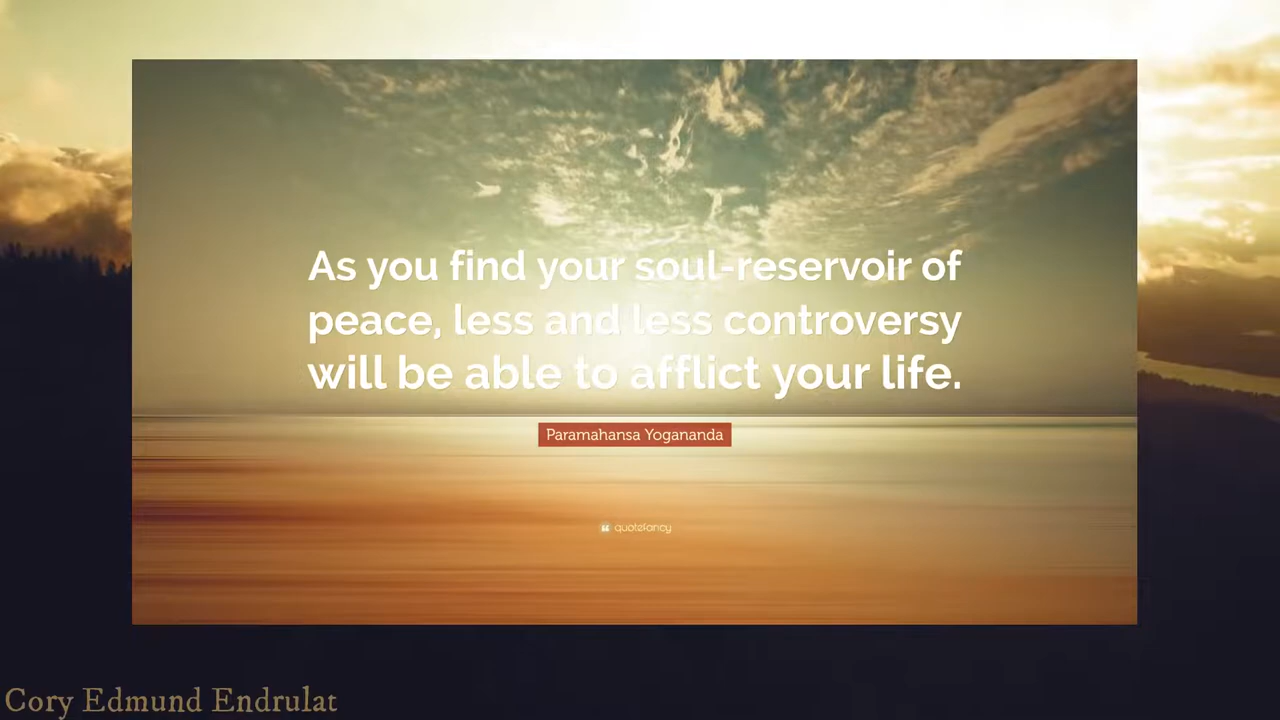 As you find your soul-reservoir of
peace, less and less controversy
will be able to afflict your life.
Paramahansa Yogananda
quotefancy
Cory Edmund Endrulat